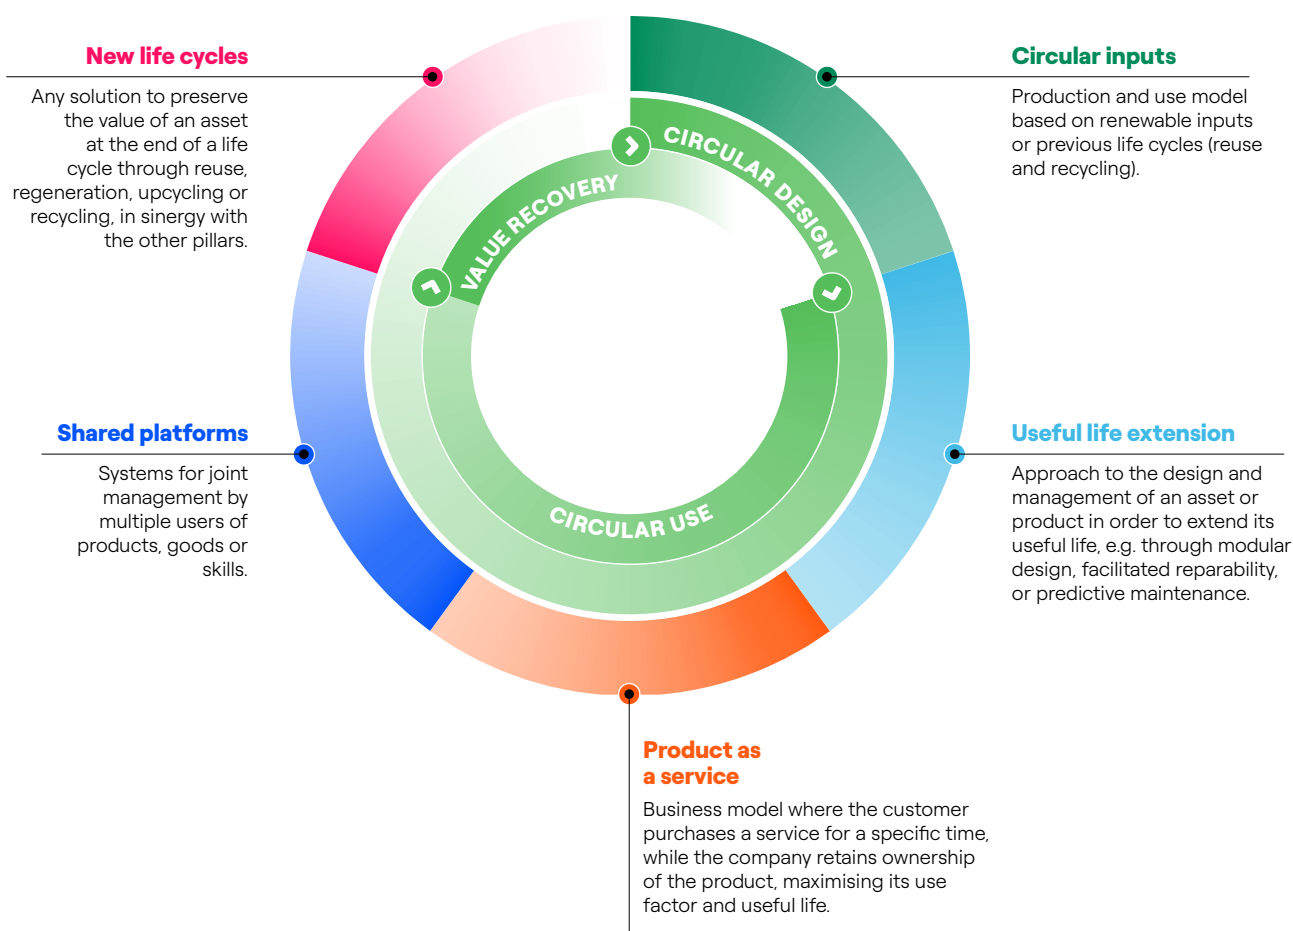 New life cycles
Any solution to preserve
the value of an asset
at the end of a life
cycle through reuse,
regeneration, upcycling or
recycling, in sinergy with
the other pillars.
Circular inputs
Production and use model
based on renewable inputs
or previous life cycles (reuse
and recycling).
CIRCULAR DESIGN
VALUE RECOVERY
CIRCULAR USE
Shared platforms
Systems for joint
management by
multiple users of
products, goods or
skills.
Useful life extension
Approach to the design and
management of an asset or
product in order to extend its
useful life, e.g. through modular
design, facilitated reparability,
or predictive maintenance.
Product as
a service
Business model where the customer
purchases a service for a specific time,
while the company retains ownership
of the product, maximising its use
factor and useful life.